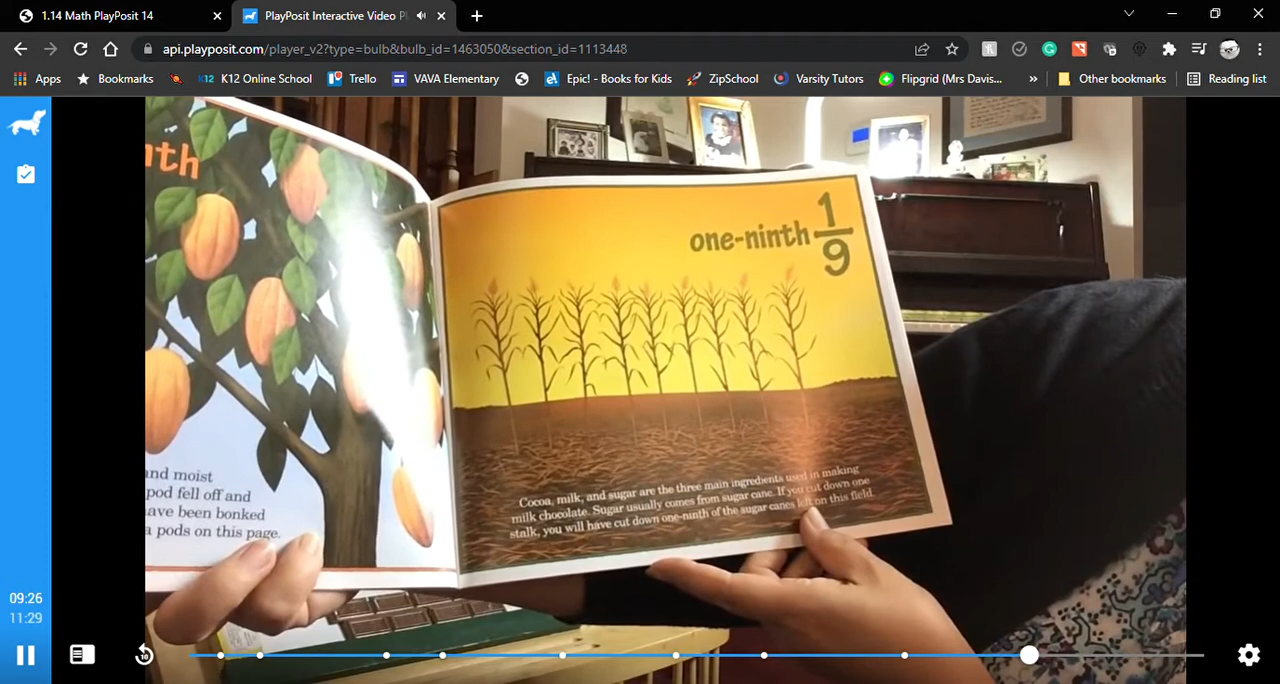 1.14 Math PlayPosit 14
PlayPosit Interactive Video P
api.playposit.com/player_v2?type=bulb&bulb_id=1463050&section_id=1113448
Apps
Bookmarks
K12
K12 Online School
Trello
VAVA Elementary
Epic! - Books for Kids
ZipSchool
Varsity Tutors
Flipgrid (Mrs Davis...
»
Other bookmarks
Reading list
nth
and moist
pod fell off and
ave been bonked
a pods on this page.
one-ninth 1/9
Cocoa, milk, and sugar are the three main ingredients used in making
milk chocolate. Sugar usually comes from sugar cane. If you cut down one
stalk, you will have cut down one-ninth of the sugar canes left on this field.
09:26
11:29
10